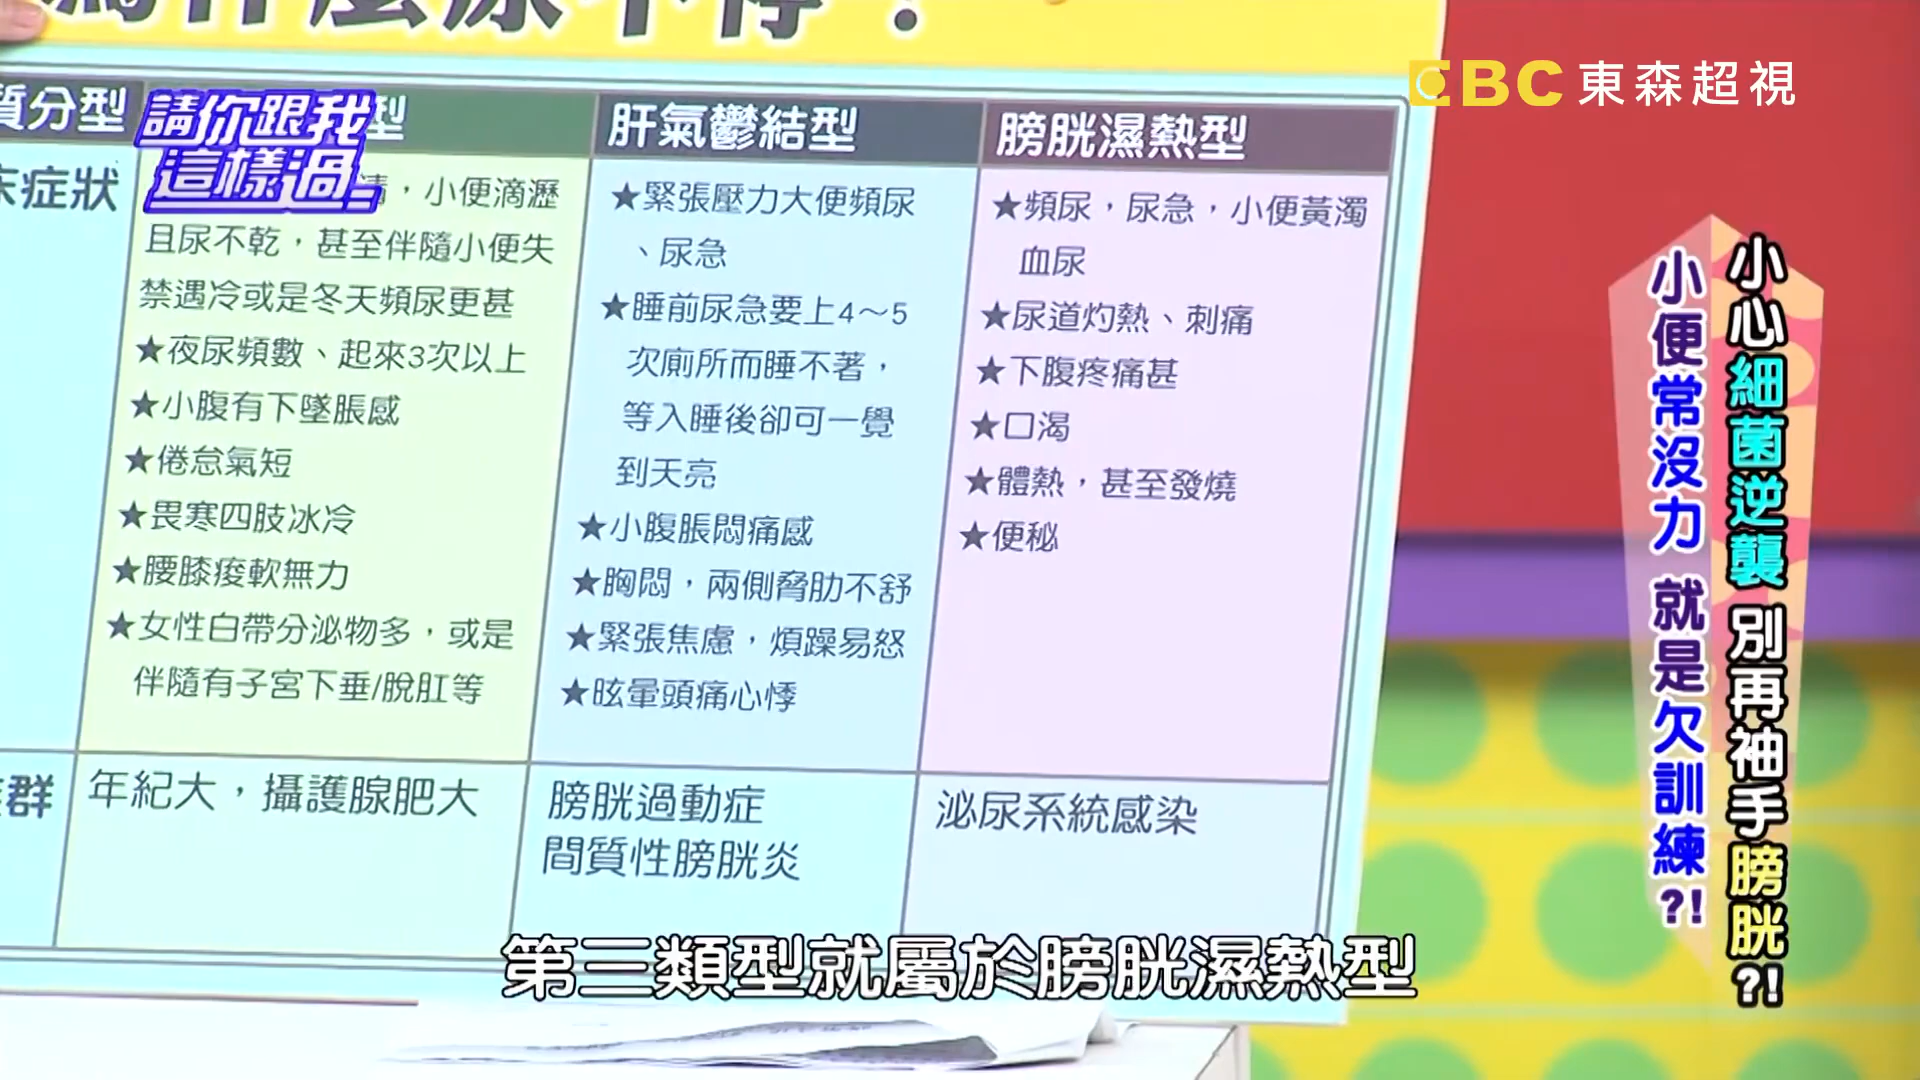 為什麼尿不停？
EBC 東森超視
請你跟我
這樣過
質分型
型
肝氣鬱結型
膀胱濕熱型
床症狀
清，小便滴瀝
且尿不乾，甚至伴隨小便失
禁遇冷或是冬天頻尿更甚
★夜尿頻數、起來3次以上
★小腹有下墜脹感
★倦怠氣短
★畏寒四肢冰冷
★腰膝痠軟無力
★女性白帶分泌物多，或是
伴隨有子宮下垂/脫肛等
★緊張壓力大便頻尿
、尿急
★睡前尿急要上4～5
次廁所而睡不著，
等入睡後卻可一覺
到天亮
★小腹脹悶痛感
★胸悶，兩側脅肋不舒
★緊張焦慮，煩躁易怒
★眩暈頭痛心悸
★頻尿，尿急，小便黃濁
血尿
★尿道灼熱、刺痛
★下腹疼痛甚
★口渴
★體熱，甚至發燒
★便秘
群
年紀大，攝護腺肥大
膀胱過動症
間質性膀胱炎
泌尿系統感染
小心細菌逆襲 別再袖手膀胱?!
小便常沒力 就是欠訓練?!
第三類型就屬於膀胱濕熱型